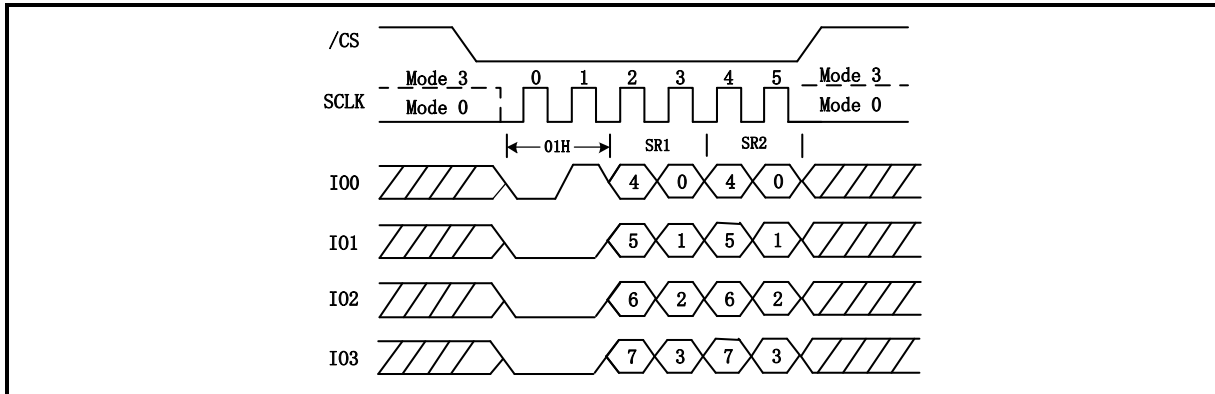 /CS
Mode 3 0 1 2 3 4 5 Mode 3
SCLK Mode 0 Mode 0
01H SR1 SR2
IO0 4 0 4 0
IO1 5 1 5 1
IO2 6 2 6 2
IO3 7 3 7 3